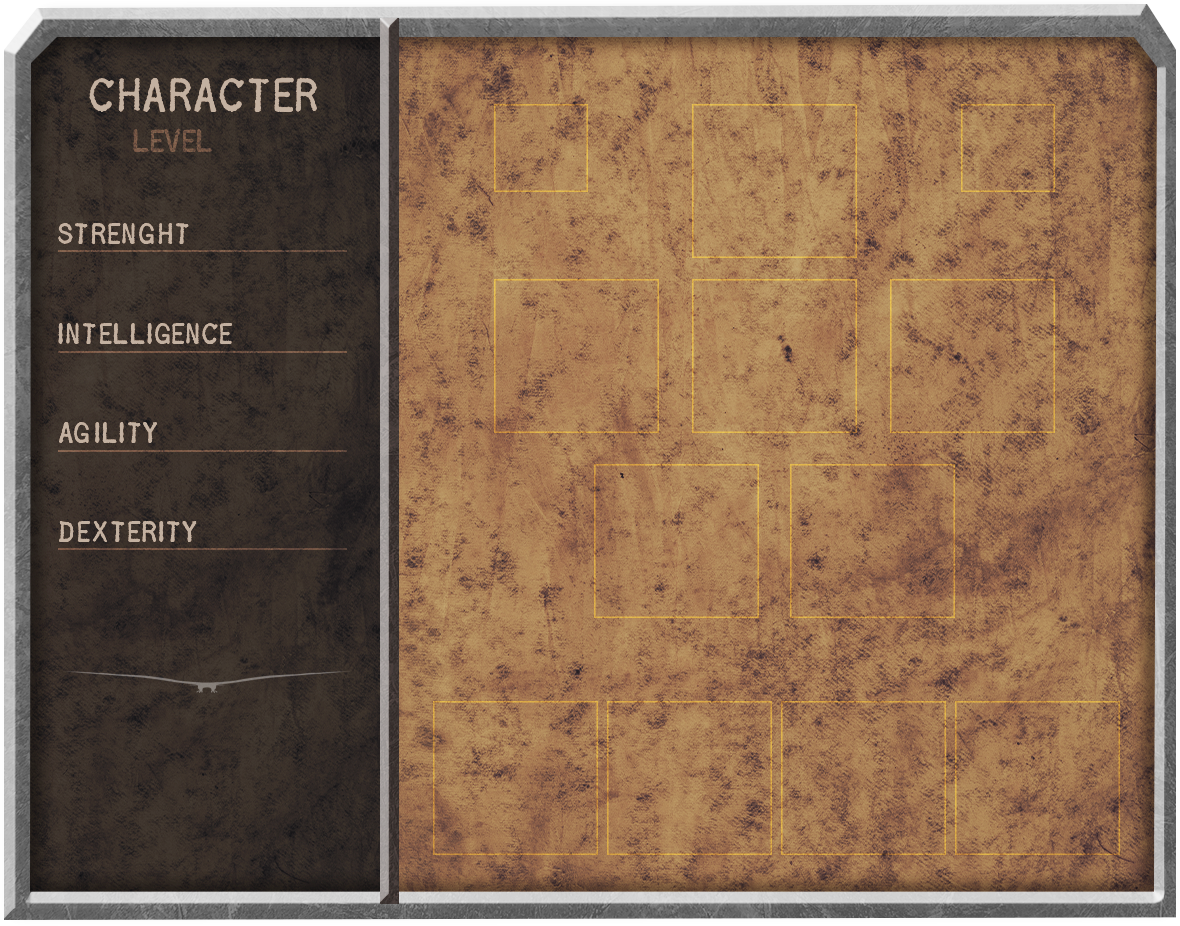 CHARACTER
LEVEL
STRENGHT
INTELLIGENCE
AGILITY
DEXTERITY